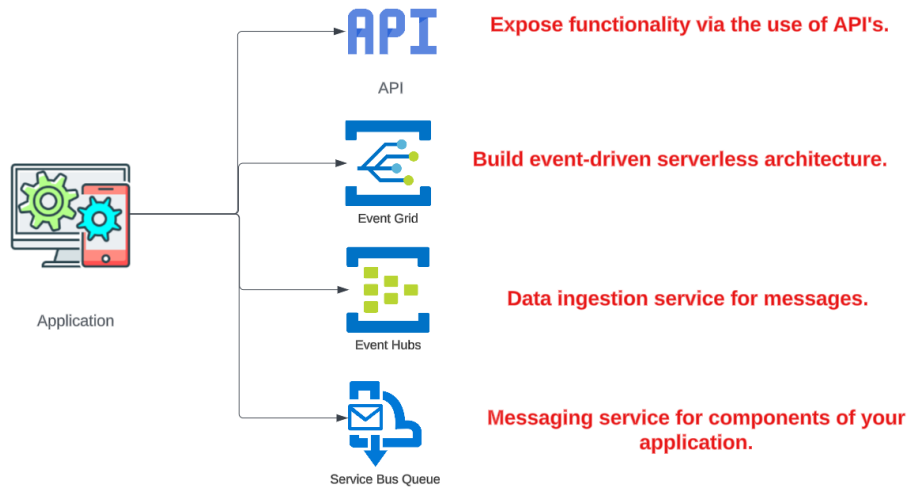 API
Expose functionality via the use of API's.
API
Build event-driven serverless architecture.
Event Grid
Application
Data ingestion service for messages.
Event Hubs
Messaging service for components of your
application.
Service Bus Queue